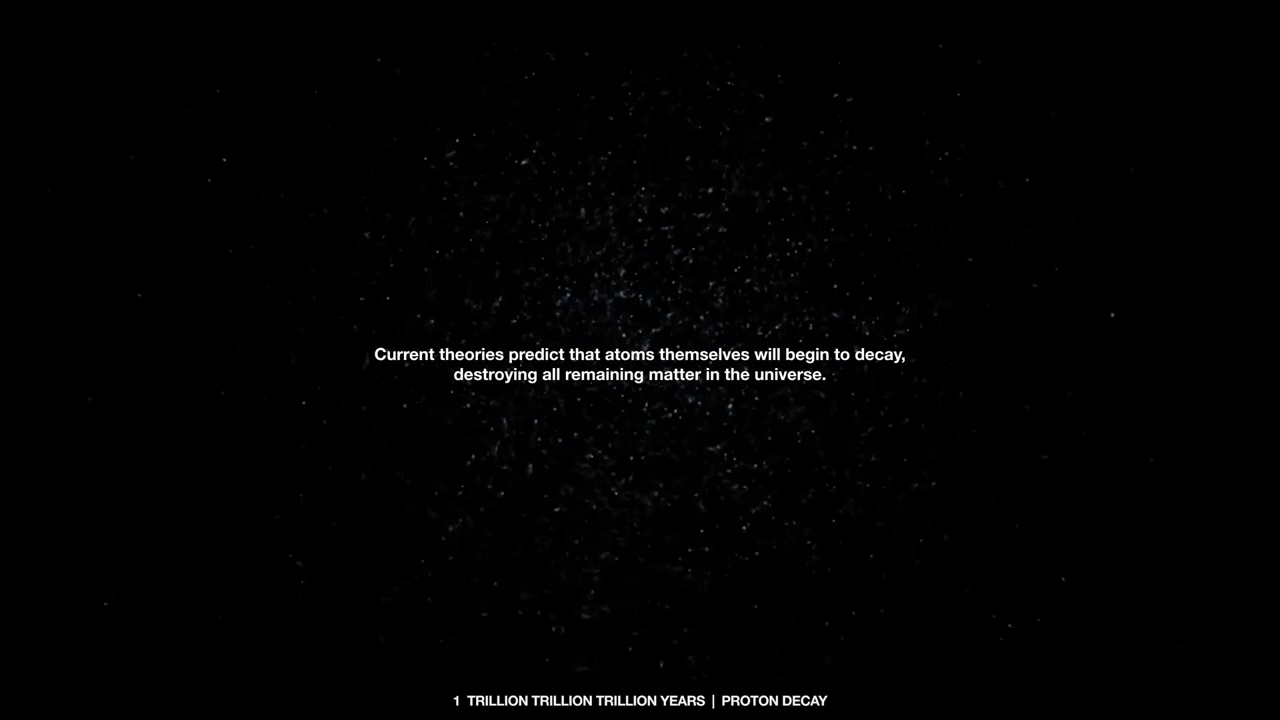 Current theories predict that atoms themselves will begin to decay,
destroying all remaining matter in the universe.
1 TRILLION TRILLION TRILLION YEARS | PROTON DECAY